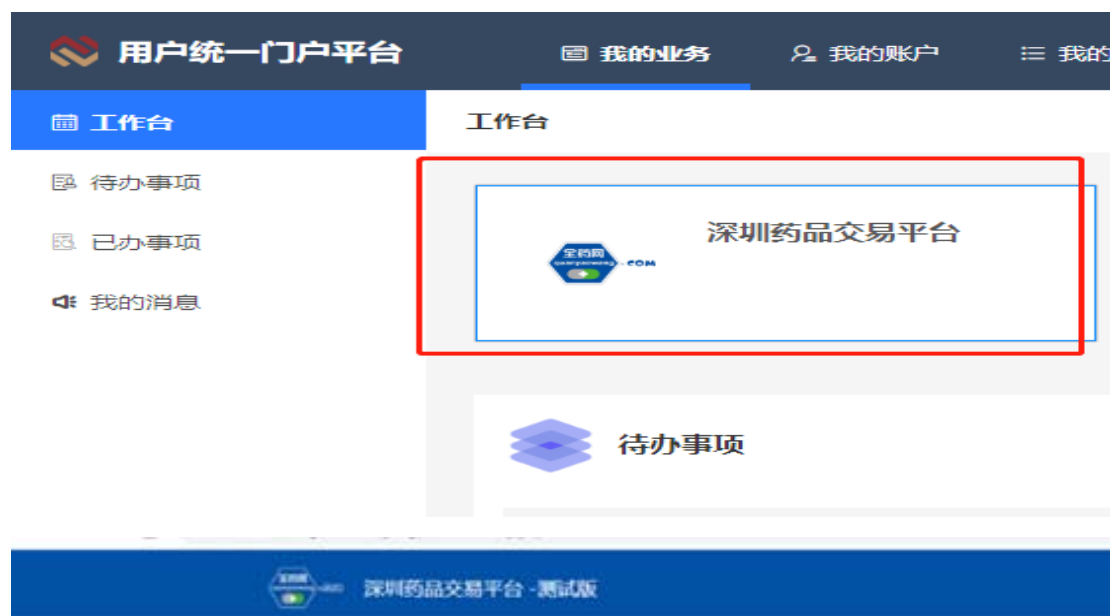 用户统一门户平台
我的业务
我的账户
我的
工作台
工作台
待办事项
已办事项
我的消息
全药网
quanyaowang
.COM
深圳药品交易平台
待办事项
深圳药品交易平台-测试版